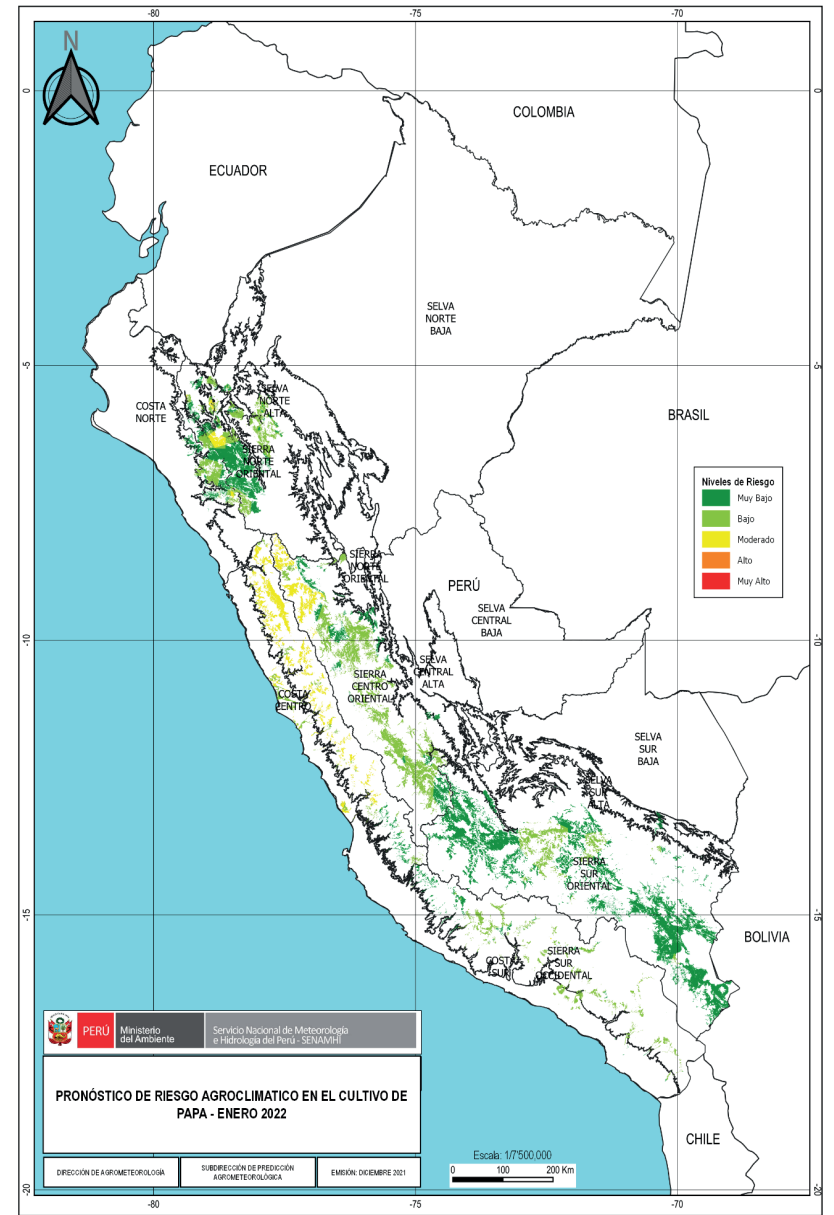 -80
-75
-70
N
0
0
COLOMBIA
ECUADOR
SELVA
NORTE
BAJA
-5
-5
COSTA
NORTE
SELVA
NORTE
ALTA
BRASIL
SIERRA
NORTE
ORIENTAL
Niveles de Riesgo
Muy Bajo
Bajo
Moderado
Alto
Muy Alto
SIERRA
NORTE
ORIENTAL
PERÚ
SELVA
CENTRAL
BAJA
-10
-10
SELVA
CENTRAL
ALTA
SIERRA
CENTRO
ORIENTAL
COSTA
CENTRO
SELVA
SUR
BAJA
SELVA
SUR
ALTA
SIERRA
SUR
ORIENTAL
-15
-15
BOLIVIA
COSTA
SUR
SIERRA
SUR
OCCIDENTAL
PERÚ
Ministerio
del Ambiente
Servicio Nacional de Meteorología
e Hidrología del Perú - SENAMHI
PRONÓSTICO DE RIESGO AGROCLIMATICO EN EL CULTIVO DE
PAPA - ENERO 2022
CHILE
Escala: 1/7'500,000
0 100 200 Km
DIRECCIÓN DE AGROMETEOROLOGÍA
SUBDIRECCIÓN DE PREDICCIÓN
AGROMETEOROLÓGICA
EMISIÓN: DICIEMBRE 2021
-20
-20
-80
-75
-70